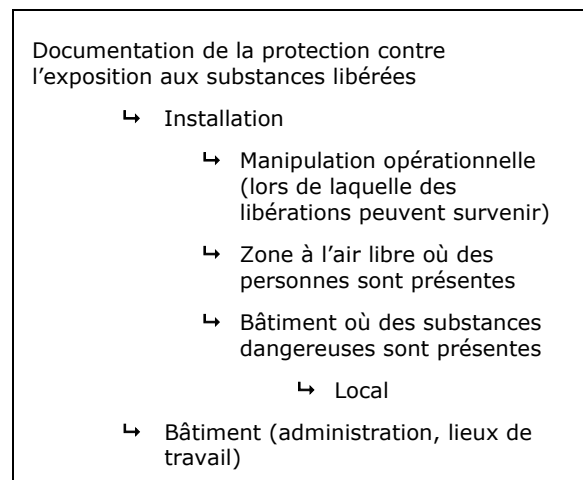 Documentation de la protection contre
l’exposition aux substances libérées
↳ Installation
↳ Manipulation opérationnelle
(lors de laquelle des
libérations peuvent survenir)
↳ Zone à l’air libre où des
personnes sont présentes
↳ Bâtiment où des substances
dangereuses sont présentes
↳ Local
↳ Bâtiment (administration, lieux de
travail)